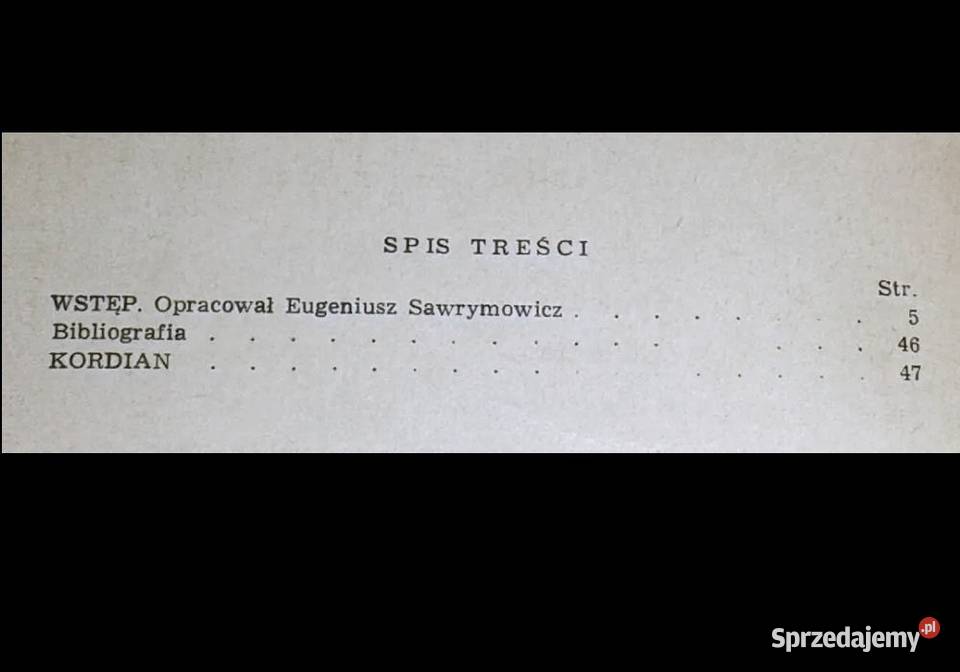 SPIS TREŚCI
Str.
WSTĘP. Opracował Eugeniusz Sawrymowicz . . . . . . . . 5
Bibliografia . . . . . . . . . . . . . . . 46
KORDIAN . . . . . . . . . . . . . . 47
Sprzedajemy.pl